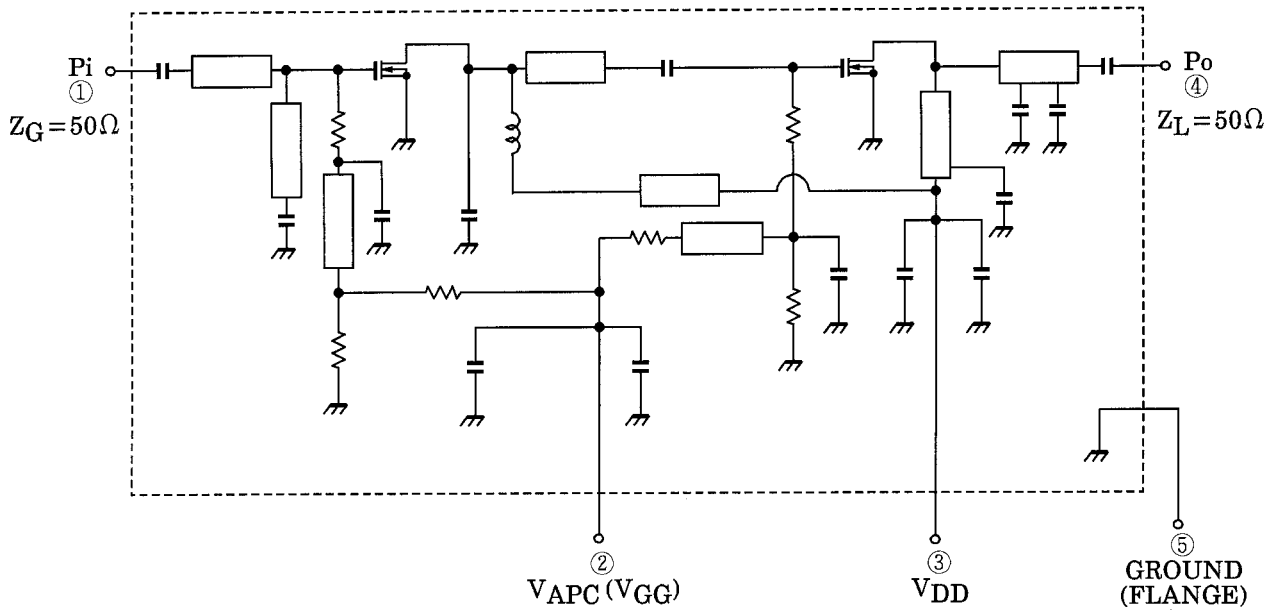 Pi
①
ZG=50Ω
Po
④
ZL=50Ω
②
VAPC (VGG)
③
VDD
⑤
GROUND
(FLANGE)